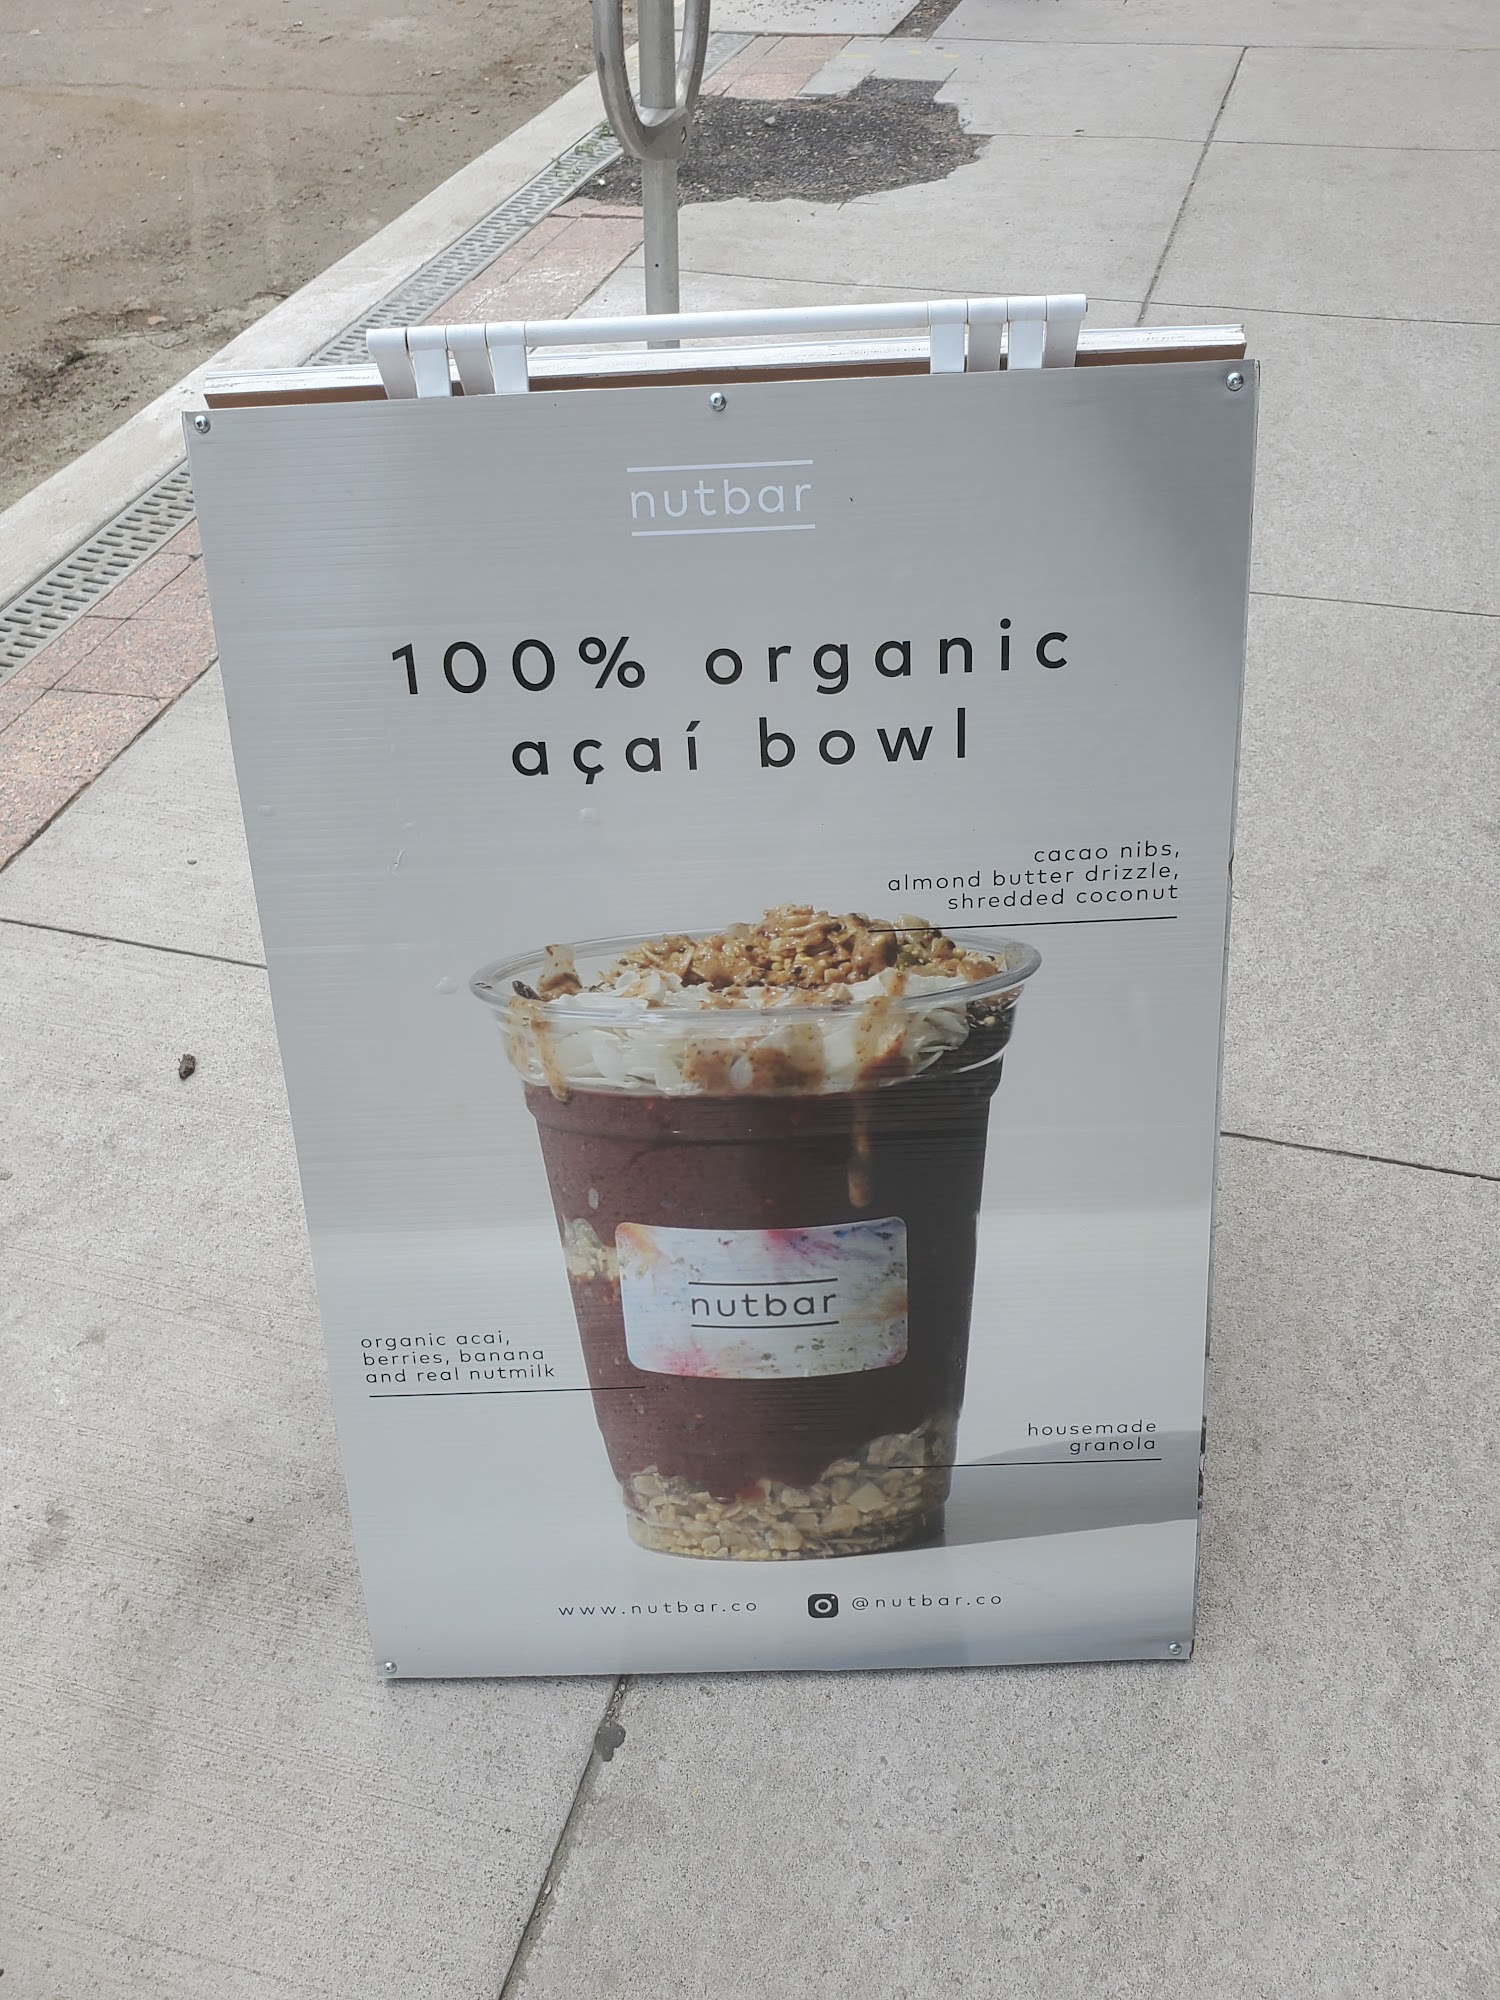 nutbar
100% organic
açaí bowl
cacao nibs,
almond butter drizzle,
shredded coconut
nutbar
organic acai,
berries, banana
and real nutmilk
housemade
granola
www.nutbar.co
@nutbar.co